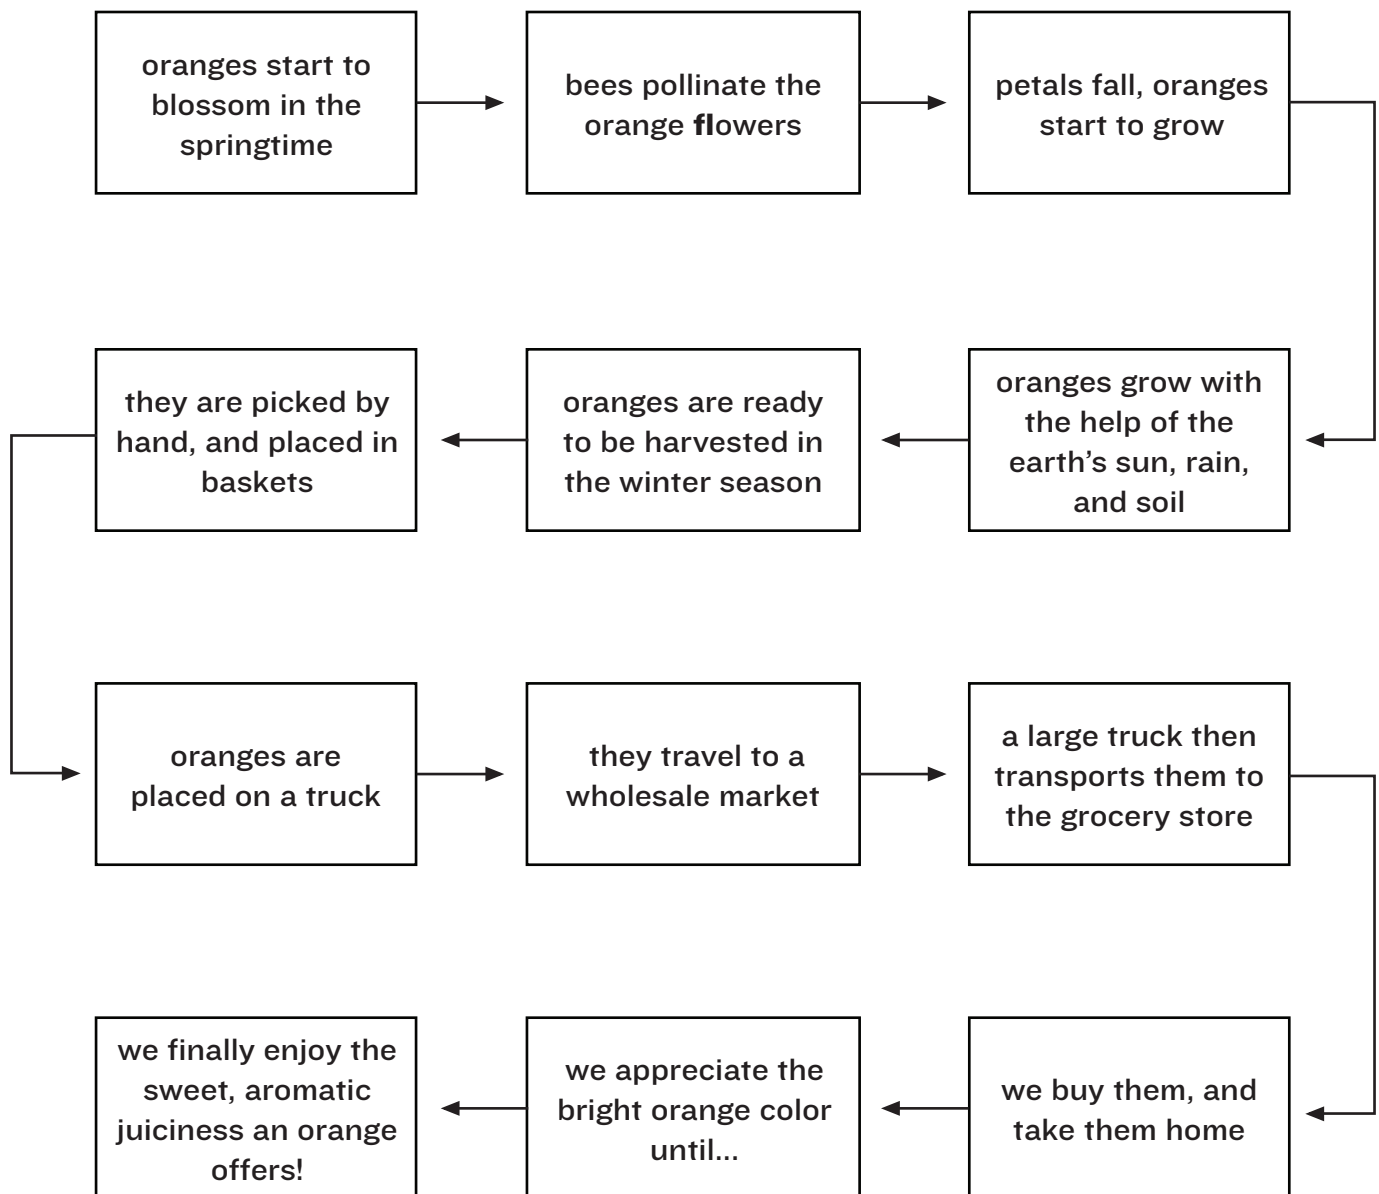 oranges start to
blossom in the
springtime
bees pollinate the
orange flowers
petals fall, oranges
start to grow
oranges grow with
the help of the
earth’s sun, rain,
and soil
oranges are ready
to be harvested in
the winter season
they are picked by
hand, and placed in
baskets
oranges are
placed on a truck
they travel to a
wholesale market
a large truck then
transports them to
the grocery store
we buy them, and
take them home
we appreciate the
bright orange color
until...
we finally enjoy the
sweet, aromatic
juiciness an orange
offers!